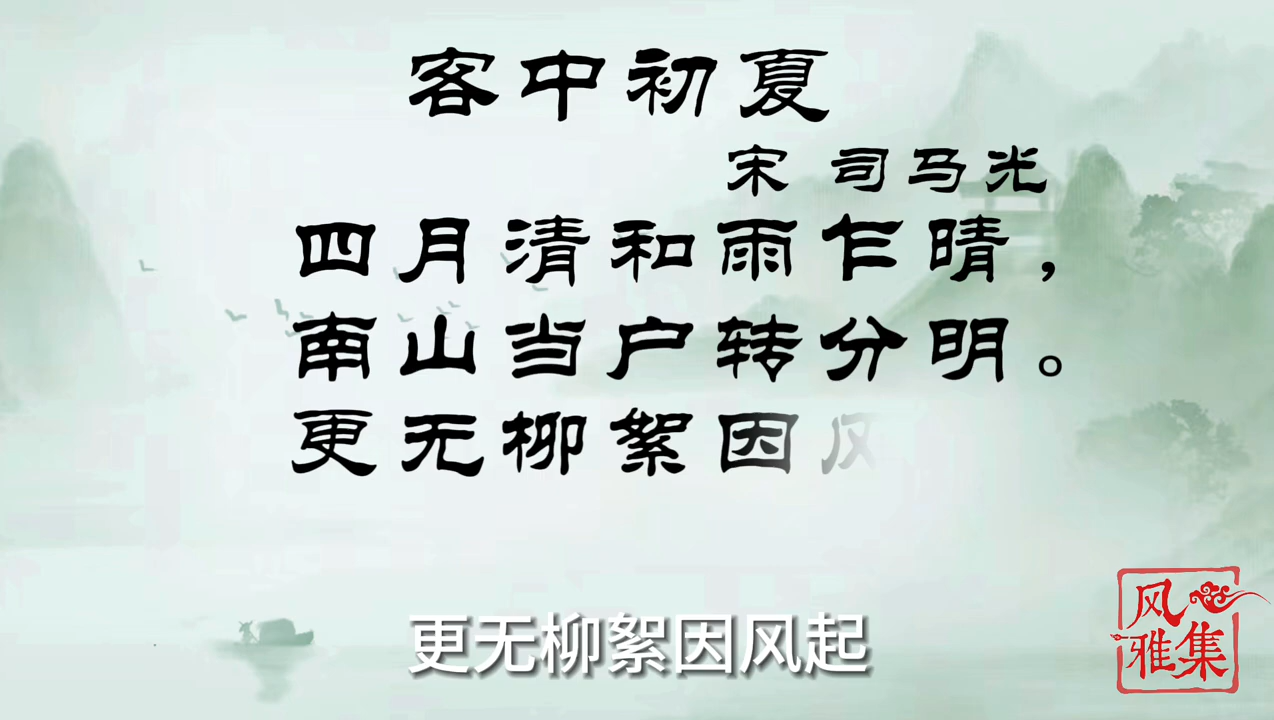 客中初夏
宋 司马光
四月清和雨乍晴，
南山当户转分明。
更无柳絮因风
更无柳絮因风起
风雅集